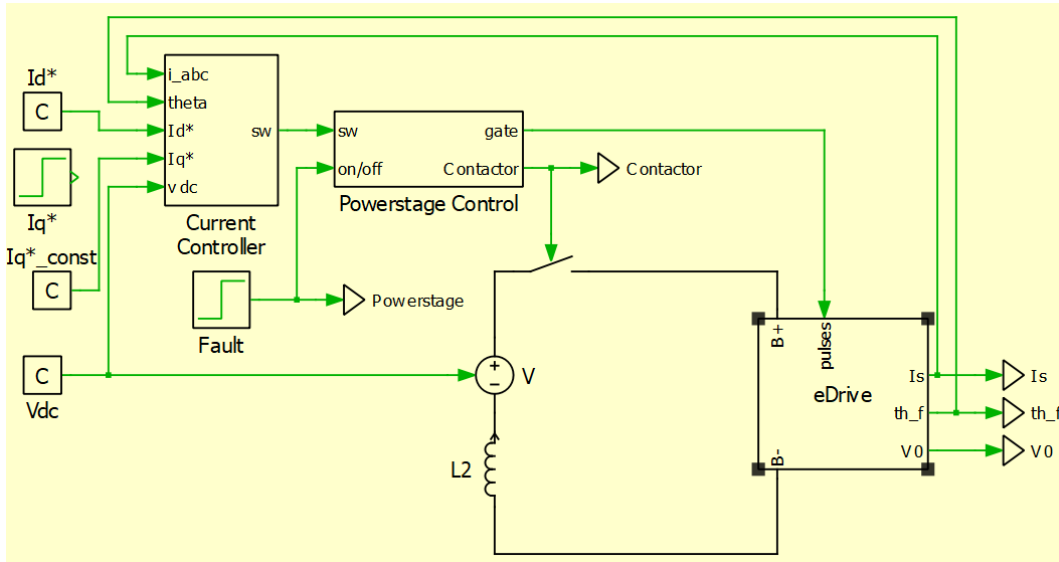 Id*
C
Iq*
Iq*_const
C
C
Vdc
i_abc
theta
Id*
Iq*
v dc
sw
Current
Controller
sw
on/off
gate
Contactor
Powerstage Control
Contactor
Fault
Powerstage
+
−
V
L2
B+
pulses
eDrive
B-
Is
th_f
V0
Is
th_f
V0